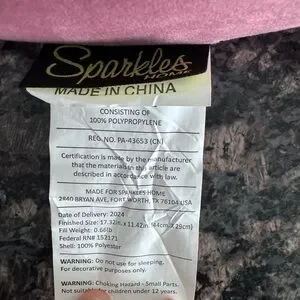 Sparkles
HOME
MADE IN CHINA
CONSISTING OF
100% POLYPROPYLENE
REG. NO. PA-43653 (CN)
Certification is made by the manufacturer
that the materials in this article are
described in accordance with law.
MADE FOR SPARKLES HOME
2840 BRYAN AVE, FORT WORTH, TX 76104 USA
Date of Delivery: 2024
Finished Size: 17.32in. x 11.42in. (44cm X 29cm)
Fill Weight: 0.66lb
Federal RN# 152171
Shell: 100% Polyester
WARNING: Do not use for sleeping.
For decorative purposes only.
WARNING: Choking Hazard - Small Parts.
Not suitable for children under 12 years.